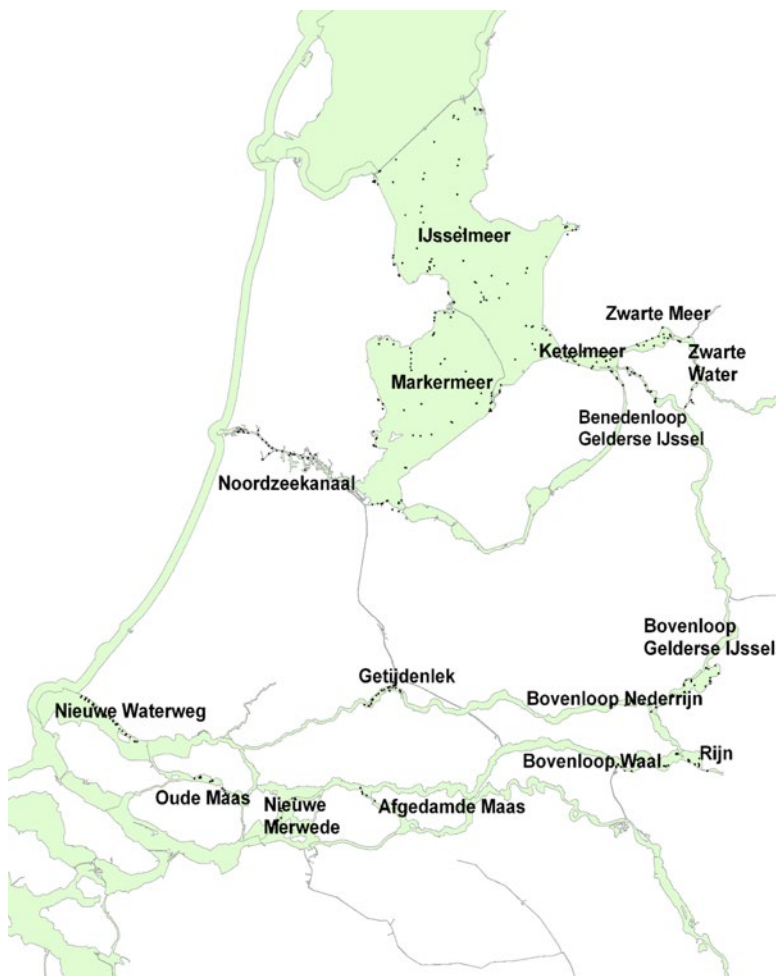 IJsselmeer
Zwarte Meer
Ketelmeer
Zwarte
Water
Markermeer
Benedenloop
Gelderse IJssel
Noordzeekanaal
Bovenloop
Gelderse IJssel
Getijdenlek
Bovenloop Nederrijn
Nieuwe Waterweg
Bovenloop Waal
Rijn
Oude Maas
Nieuwe
Merwede
Afgedamde Maas